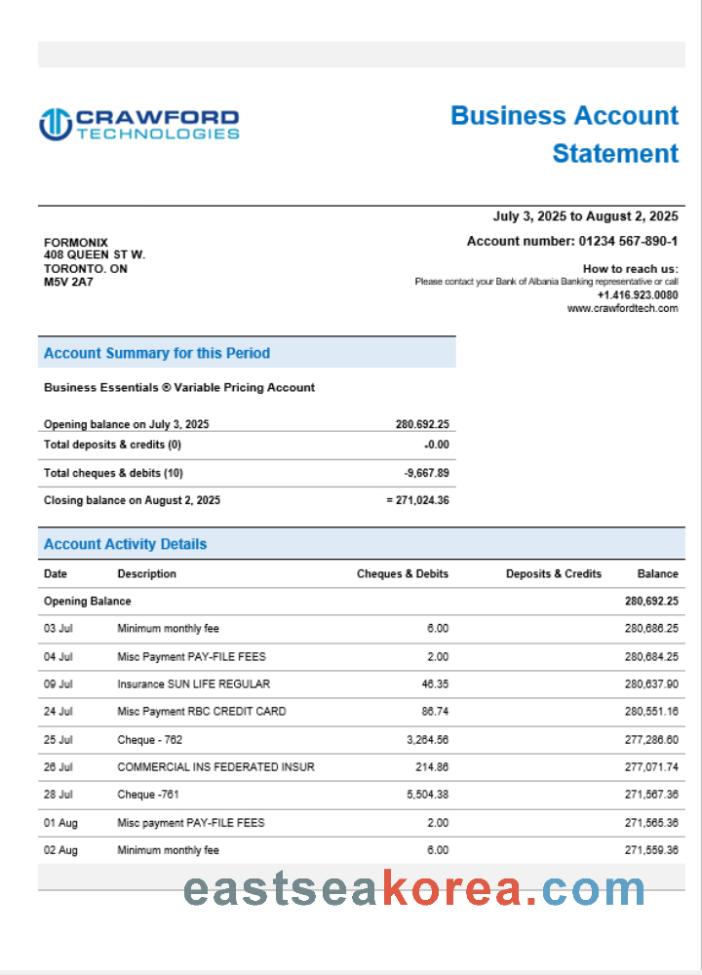 CRAWFORD
TECHNOLOGIES
Business Account
Statement
July 3, 2025 to August 2, 2025
Account number: 01234 567-890-1
FORMONIX
408 QUEEN ST W.
TORONTO. ON
M5V 2A7
How to reach us:
Please contact your Bank of Albania Banking representative or call
+1.416.923.0080
www.crawfordtech.com
Account Summary for this Period
Business Essentials ® Variable Pricing Account
Opening balance on July 3, 2025 280.692.25
Total deposits & credits (0) -0.00
Total cheques & debits (10) -9,667.89
Closing balance on August 2, 2025 = 271,024.36
Account Activity Details
Date Description Cheques & Debits Deposits & Credits Balance
Opening Balance 280,692.25
03 Jul Minimum monthly fee 6.00 280,686.25
04 Jul Misc Payment PAY-FILE FEES 2.00 280,684.25
09 Jul Insurance SUN LIFE REGULAR 46.35 280,637.90
24 Jul Misc Payment RBC CREDIT CARD 86.74 280,551.16
25 Jul Cheque - 762 3,264.56 277,286.60
26 Jul COMMERCIAL INS FEDERATED INSUR 214.86 277,071.74
28 Jul Cheque -761 5,504.38 271,567.36
01 Aug Misc payment PAY-FILE FEES 2.00 271,565.36
02 Aug Minimum monthly fee 6.00 271,559.36
eastseakorea.com